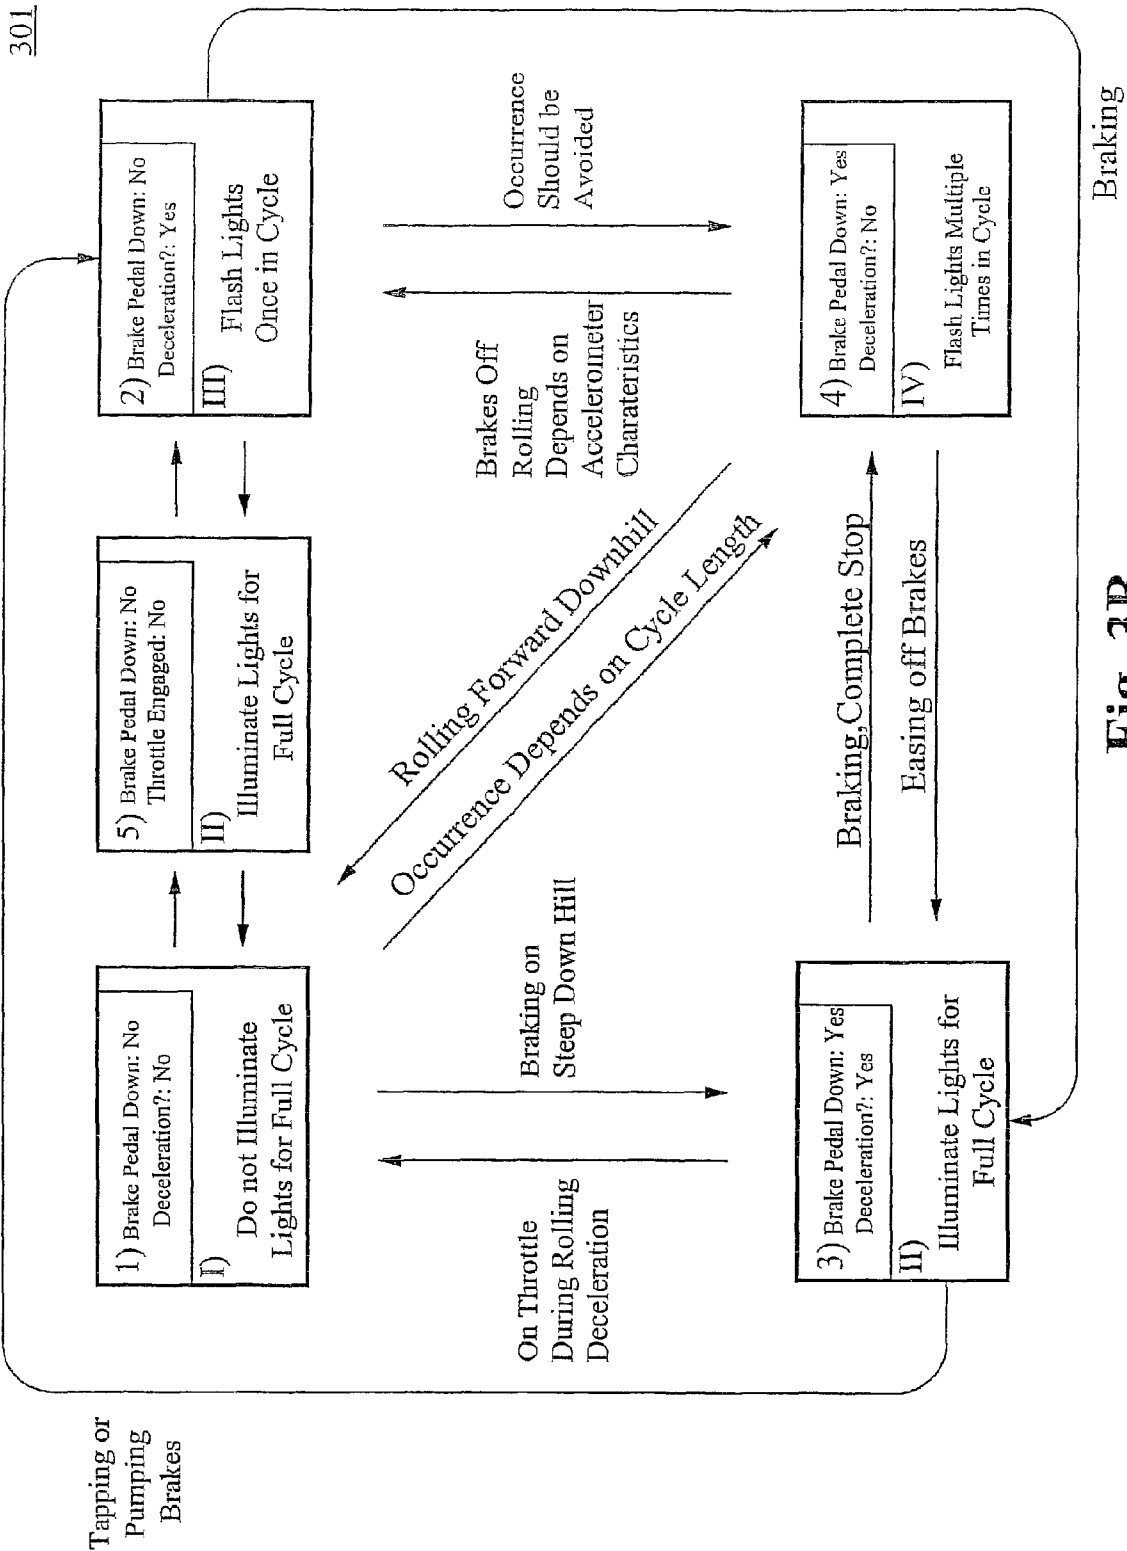 301
Tapping or
Pumping
Brakes
1) Brake Pedal Down: No
Deceleration?: No
I)
Do not Illuminate
Lights for Full Cycle
5) Brake Pedal Down: No
Throttle Engaged: No
II)
Illuminate Lights for
Full Cycle
2) Brake Pedal Down: No
Deceleration?: Yes
III)
Flash Lights
Once in Cycle
On Throttle
During Rolling
Deceleration
Braking on
Steep Down Hill
Rolling Forward Downhill
Occurrence Depends on Cycle Length
Brakes Off
Rolling
Depends on
Accelerometer
Charateristics
Occurrence
Should be
Avoided
3) Brake Pedal Down: Yes
Deceleration?: Yes
II)
Illuminate Lights for
Full Cycle
Braking,Complete Stop
Easing off Brakes
4) Brake Pedal Down: Yes
Deceleration?: No
IV)
Flash Lights Multiple
Times in Cycle
Braking
Fig. 3B